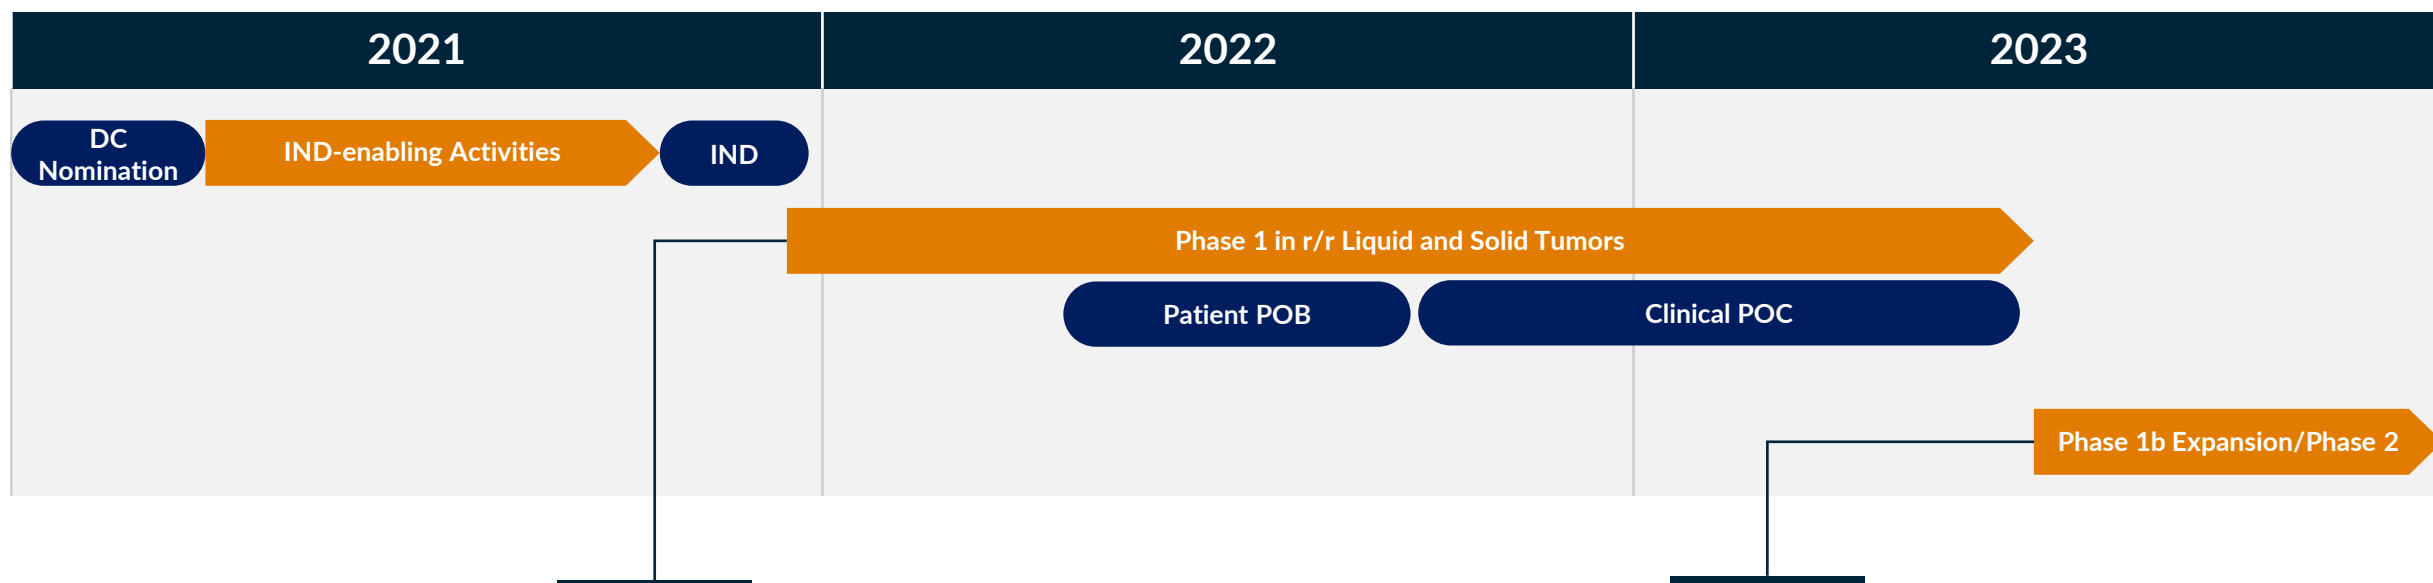 2021
2022
2023
DC
Nomination
IND-enabling Activities
IND
Phase 1 in r/r Liquid and Solid Tumors
Patient POB
Clinical POC
Phase 1b Expansion/Phase 2